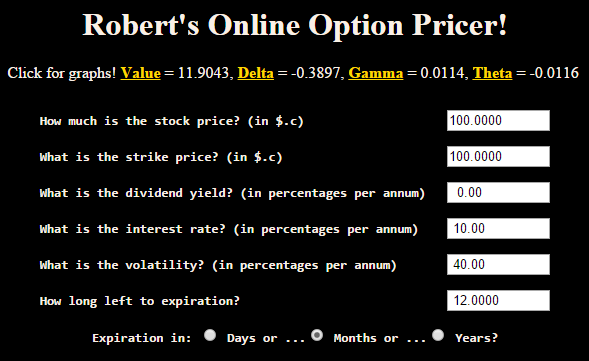 Robert's Online Option Pricer!
Click for graphs! Value = 11.9043, Delta = -0.3897, Gamma = 0.0114, Theta = -0.0116
How much is the stock price? (in $.c) 100.0000
What is the strike price? (in $.c) 100.0000
What is the dividend yield? (in percentages per annum) 0.00
What is the interest rate? (in percentages per annum) 10.00
What is the volatility? (in percentages per annum) 40.00
How long left to expiration? 12.0000
Expiration in: Days or ... Months or ... Years?